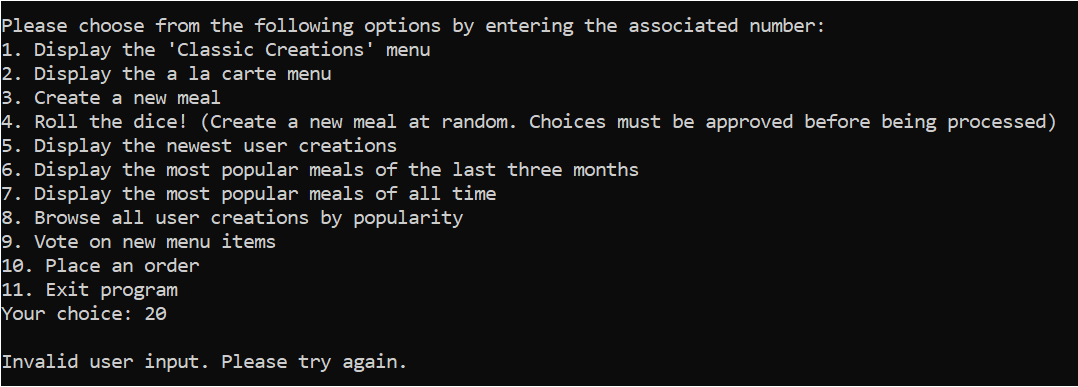 Please choose from the following options by entering the associated number:
1. Display the 'Classic Creations' menu
2. Display the a la carte menu
3. Create a new meal
4. Roll the dice! (Create a new meal at random. Choices must be approved before being processed)
5. Display the newest user creations
6. Display the most popular meals of the last three months
7. Display the most popular meals of all time
8. Browse all user creations by popularity
9. Vote on new menu items
10. Place an order
11. Exit program
Your choice: 20
Invalid user input. Please try again.